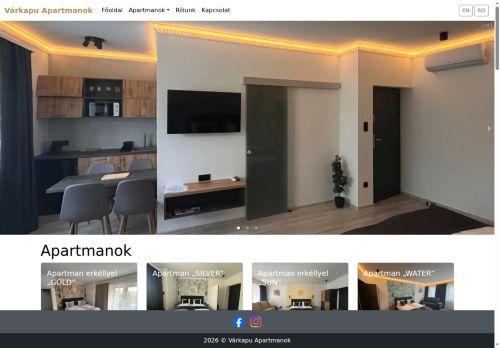 Várkapu Apartmanok Főoldal Apartmanok Rólunk Kapcsolat EN RO
Apartmanok
Apartman erkéllyel „GOLD”
Apartman „SILVER”
Apartman erkéllyel „SUN”
Apartman „WATER”
2026 © Várkapu Apartmanok